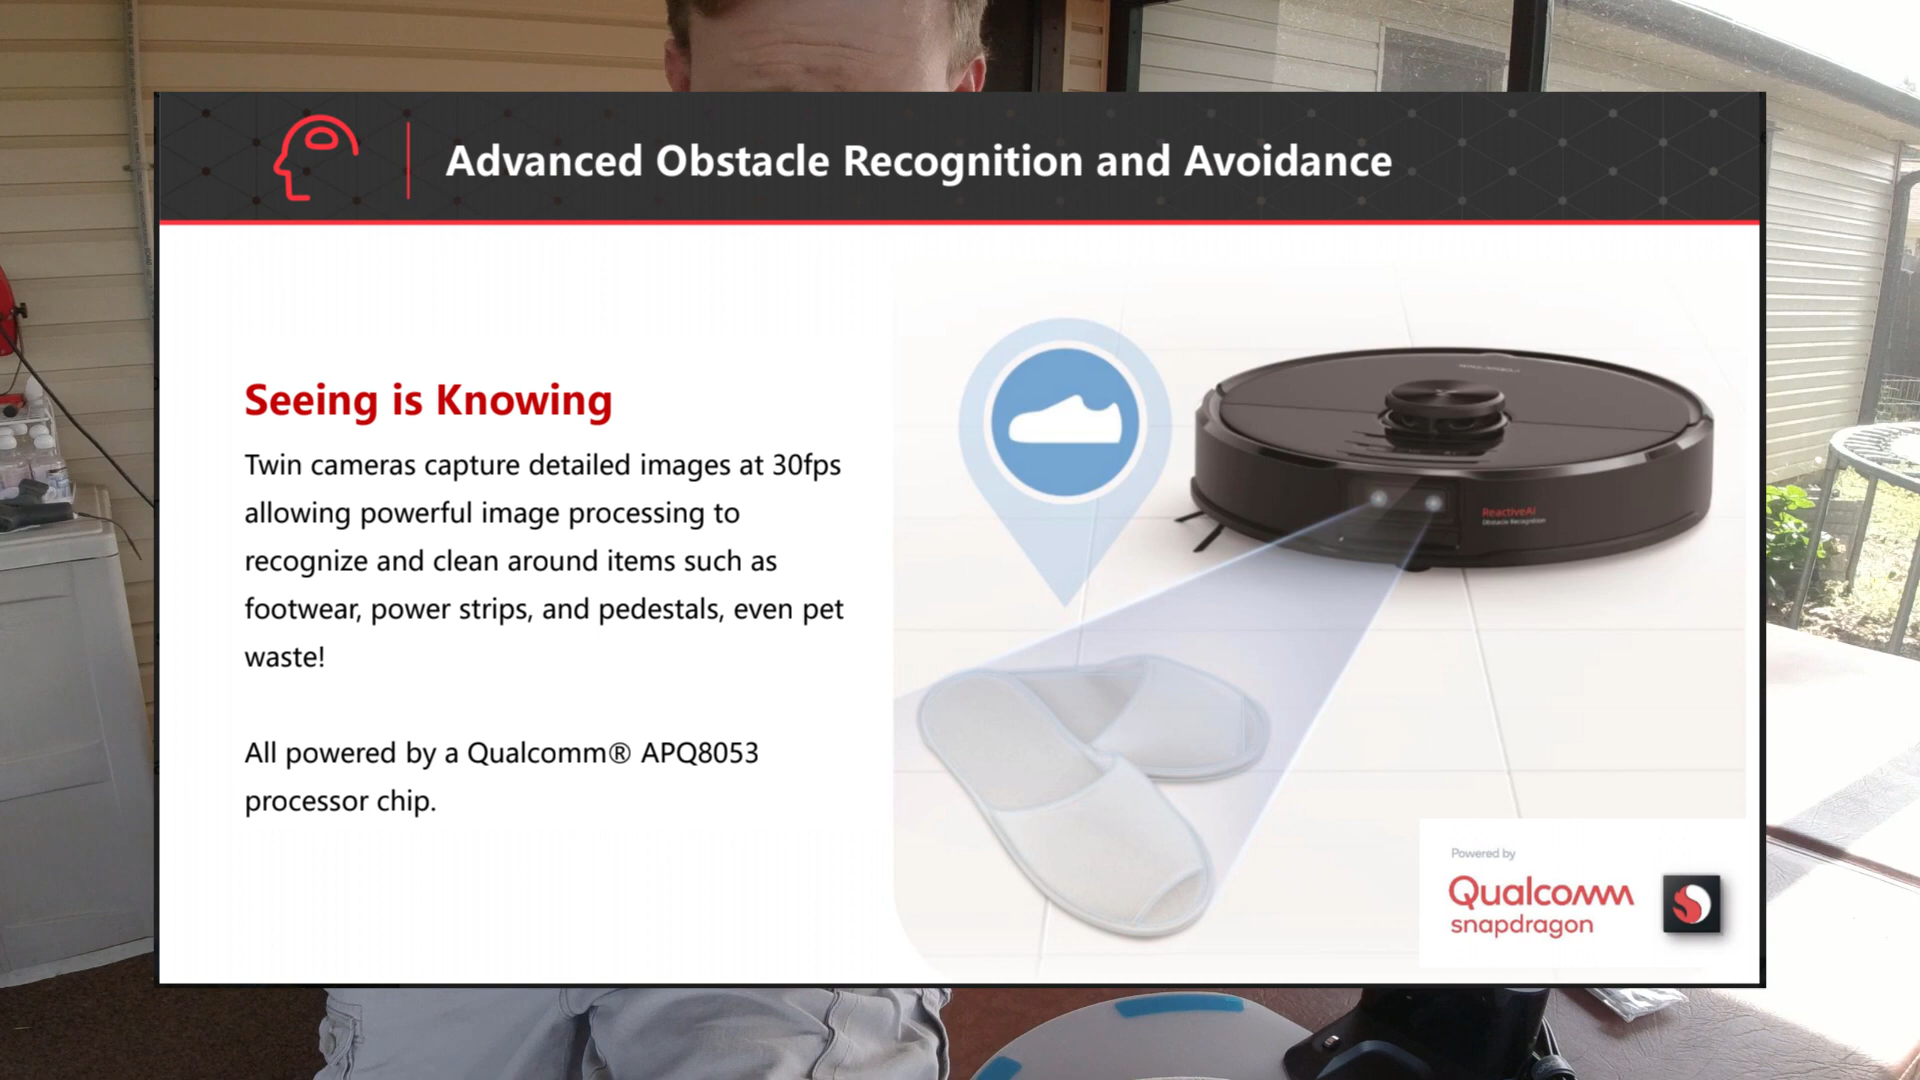 Advanced Obstacle Recognition and Avoidance
Seeing is Knowing
Twin cameras capture detailed images at 30fps
allowing powerful image processing to
recognize and clean around items such as
footwear, power strips, and pedestals, even pet
waste!
All powered by a Qualcomm® APQ8053
processor chip.
ReactiveAI
Obstacle Recognition
Powered by
Qualcomm
snapdragon